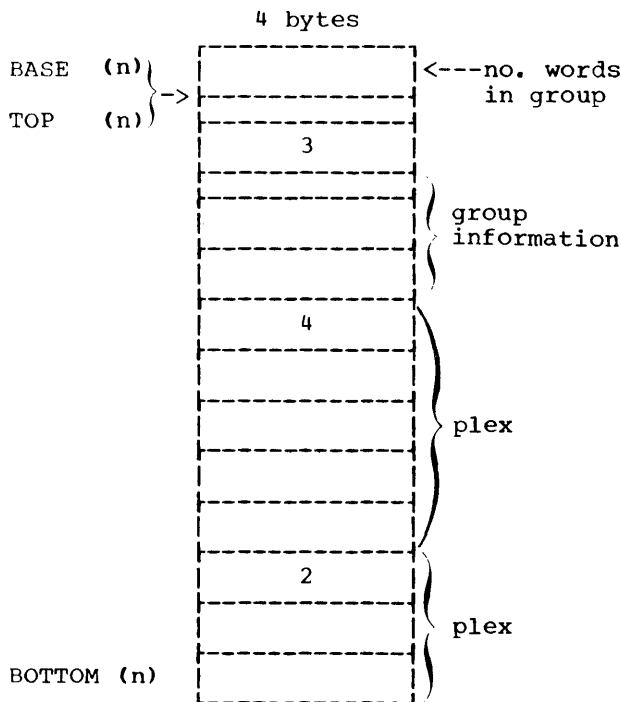 4 bytes
BASE (n)
<---no. words
in group
-->
TOP (n)
3
group
information
4
plex
2
plex
BOTTOM (n)